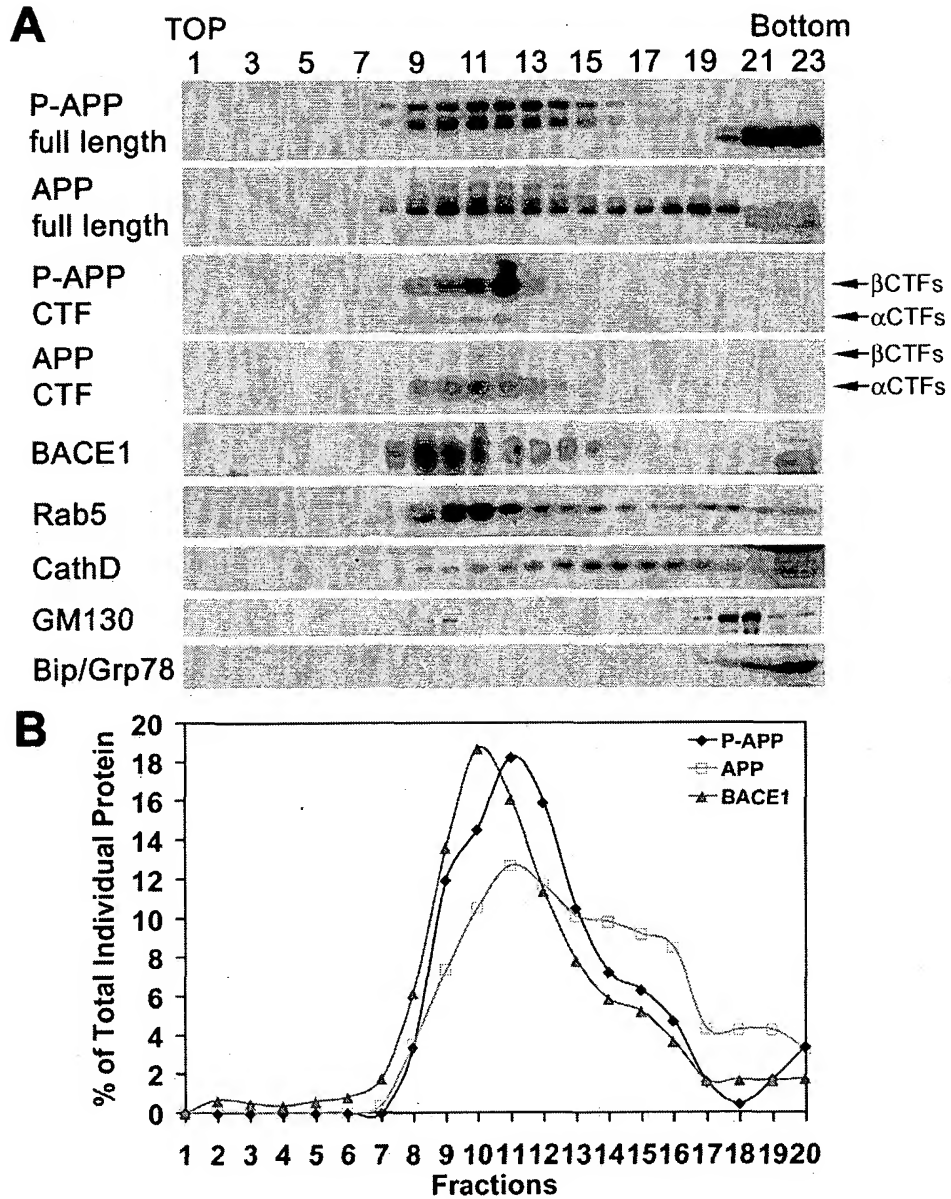 A
TOP
Bottom
1 3 5 7 9 11 13 15 17 19 21 23
P-APP
full length
APP
full length
P-APP
CTF
βCTFs
αCTFs
APP
CTF
βCTFs
αCTFs
BACE1
Rab5
CathD
GM130
Bip/Grp78
B
% of Total Individual Protein
20
18
16
14
12
10
8
6
4
2
0
P-APP
APP
BACE1
1 2 3 4 5 6 7 8 9 10 11 12 13 14 15 16 17 18 19 20
Fractions